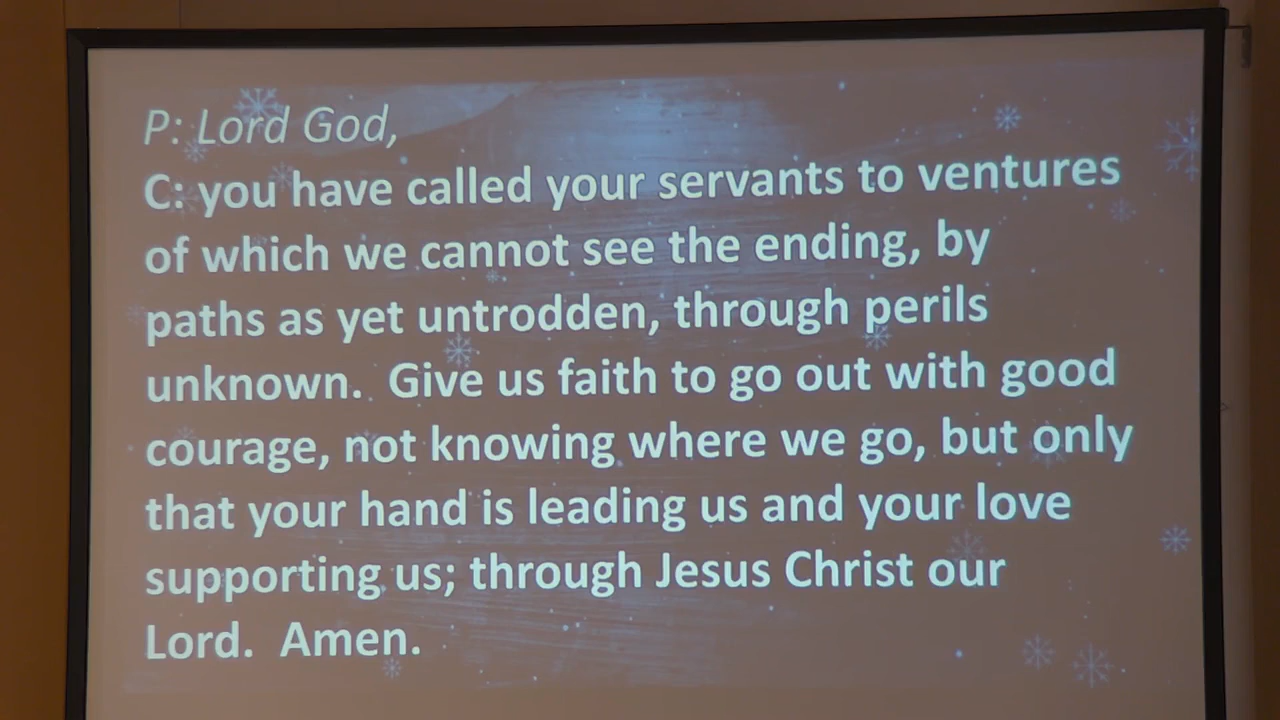 P: Lord God,
C: you have called your servants to ventures
of which we cannot see the ending, by
paths as yet untrodden, through perils
unknown.  Give us faith to go out with good
courage, not knowing where we go, but only
that your hand is leading us and your love
supporting us; through Jesus Christ our
Lord.  Amen.